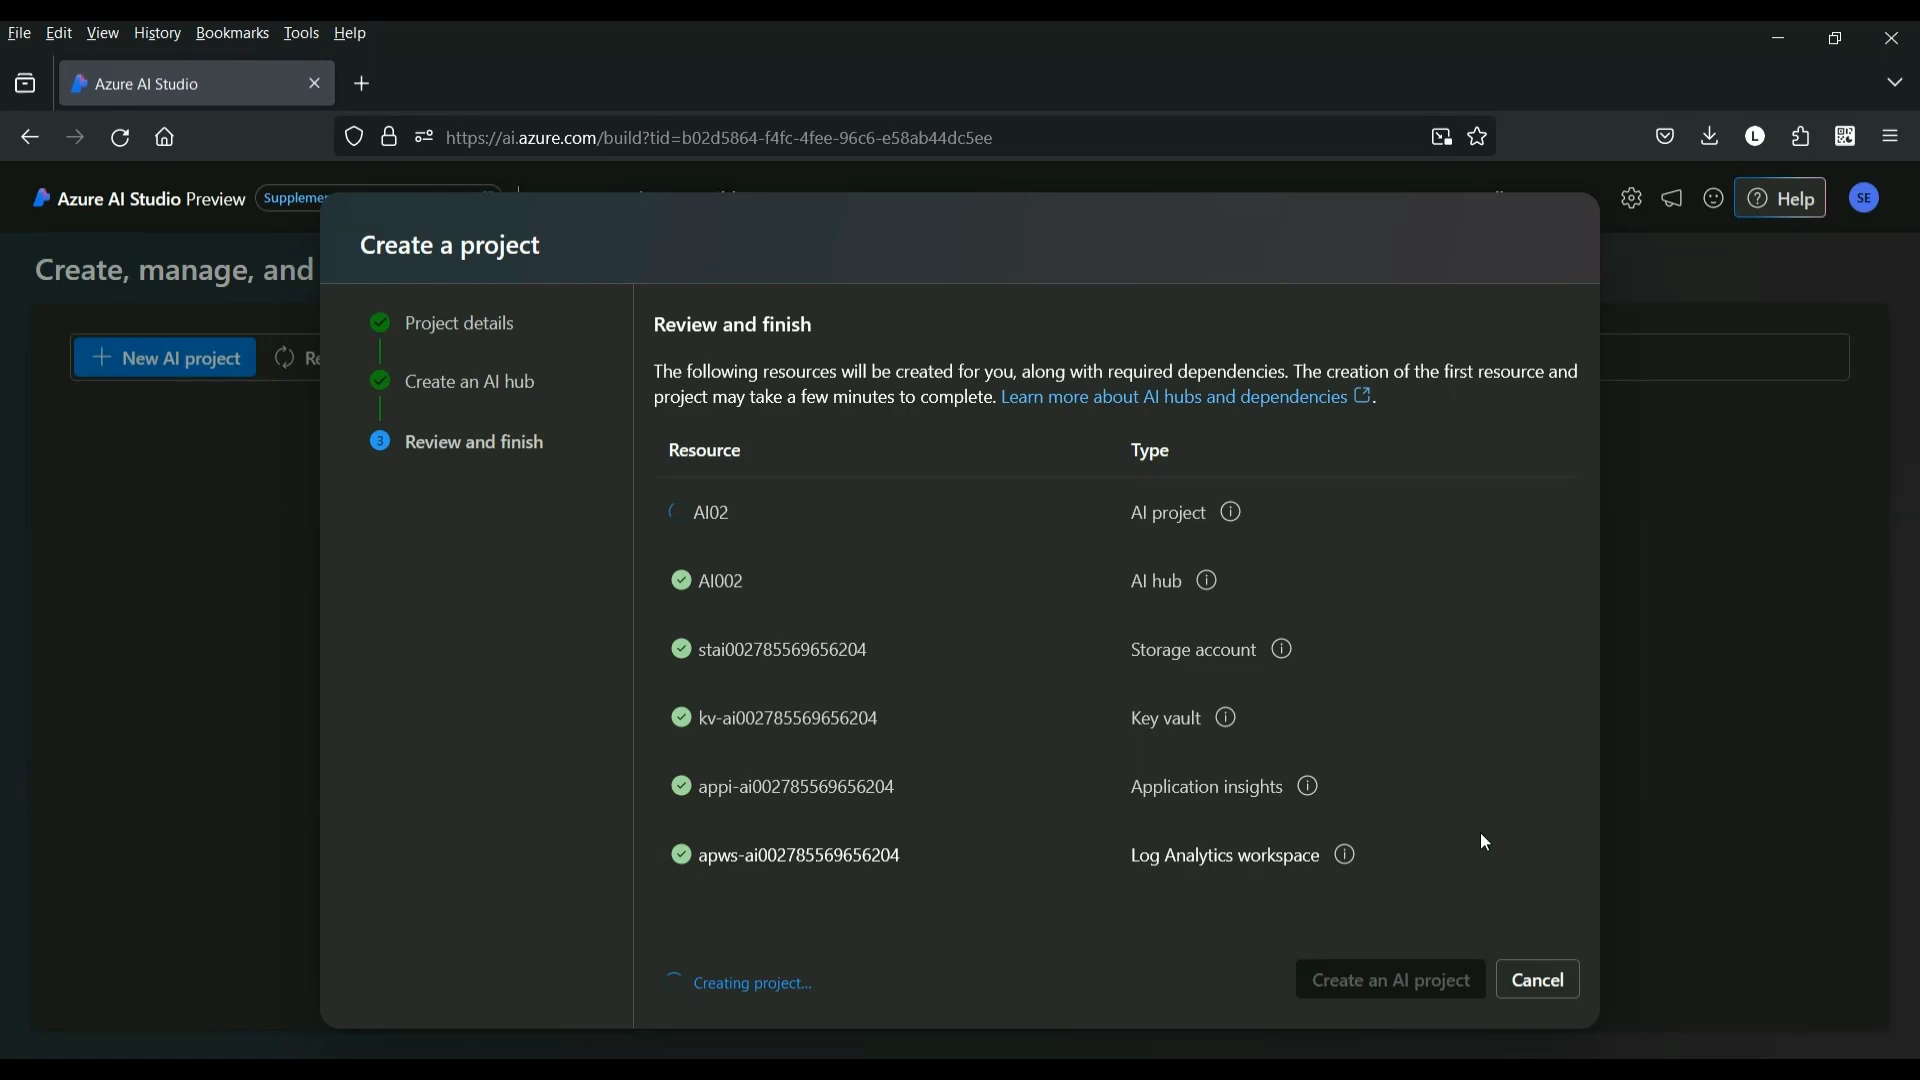 File Edit View History Bookmarks Tools Help
Azure AI Studio
https://ai.azure.com/build?tid=b02d5864-f4fc-4fee-96c6-e58ab44dc5ee
L
Azure AI Studio Preview Supplemen
Help SE
Create a project
Create, manage, and
Project details
Review and finish
New AI project Re
The following resources will be created for you, along with required dependencies. The creation of the first resource and
Create an AI hub
project may take a few minutes to complete. Learn more about AI hubs and dependencies.
3 Review and finish
Resource Type
AI02 AI project
AI002 AI hub
stai002785569656204 Storage account
kv-ai002785569656204 Key vault
appi-ai002785569656204 Application insights
apws-ai002785569656204 Log Analytics workspace
Creating project... Create an AI project Cancel